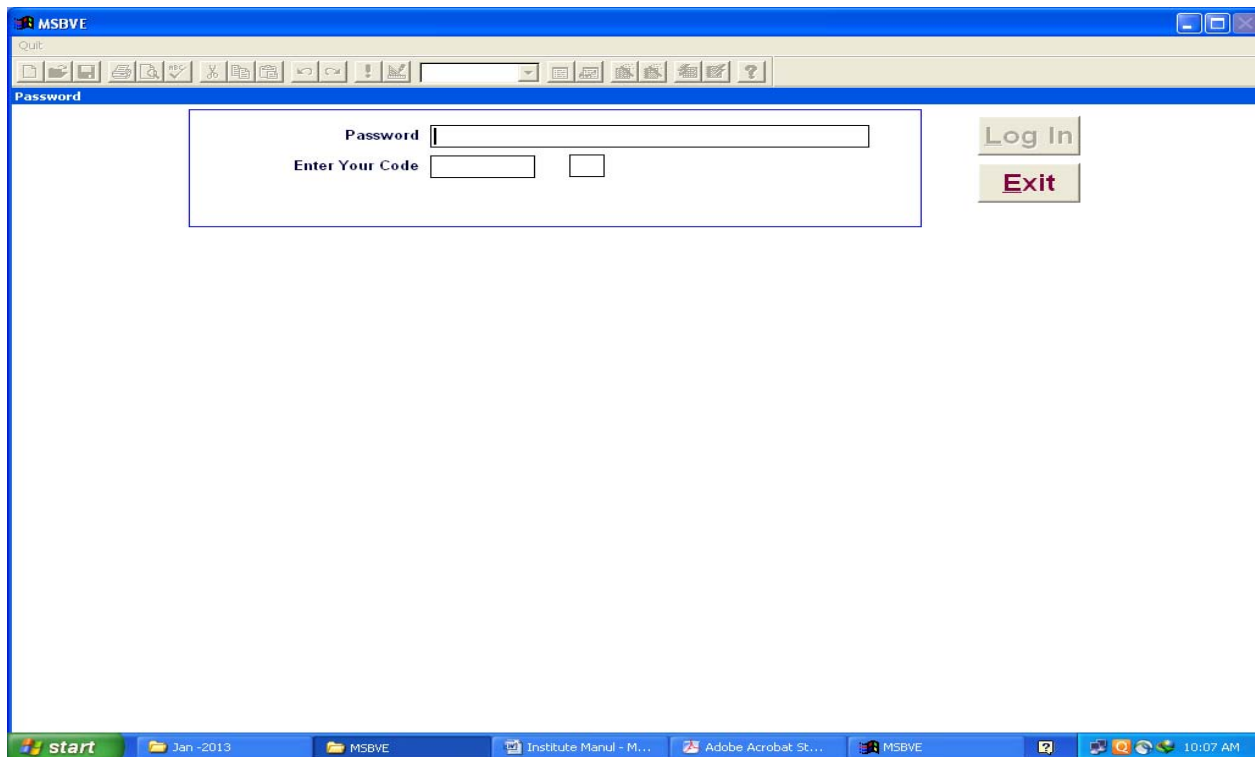 MSBVE
Quit
Password
Password
Log In
Enter Your Code
Exit
start Jan -2013 MSBVE Institute Manul - M... Adobe Acrobat St... MSBVE 10:07 AM